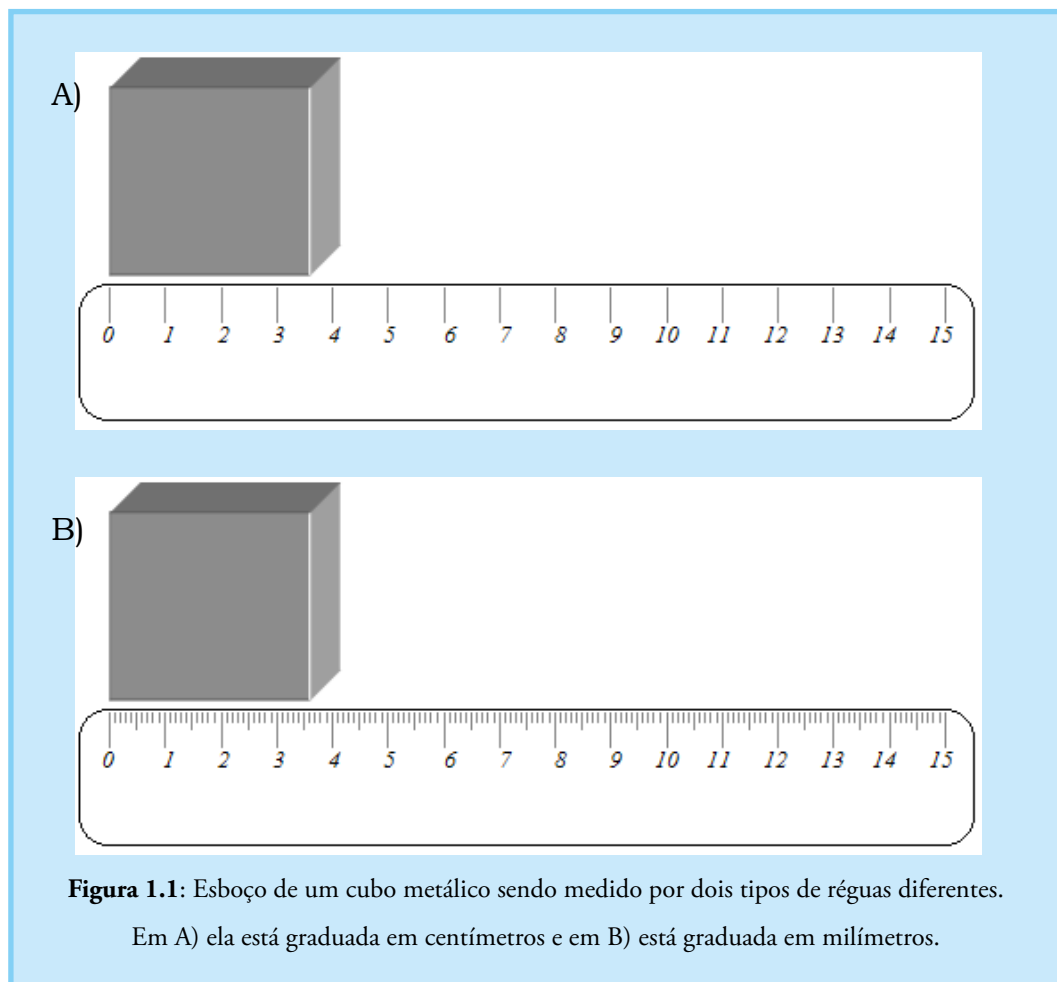 A)
0 1 2 3 4 5 6 7 8 9 10 11 12 13 14 15
B)
0 1 2 3 4 5 6 7 8 9 10 11 12 13 14 15
Figura 1.1: Esboço de um cubo metálico sendo medido por dois tipos de réguas diferentes.
Em A) ela está graduada em centímetros e em B) está graduada em milímetros.